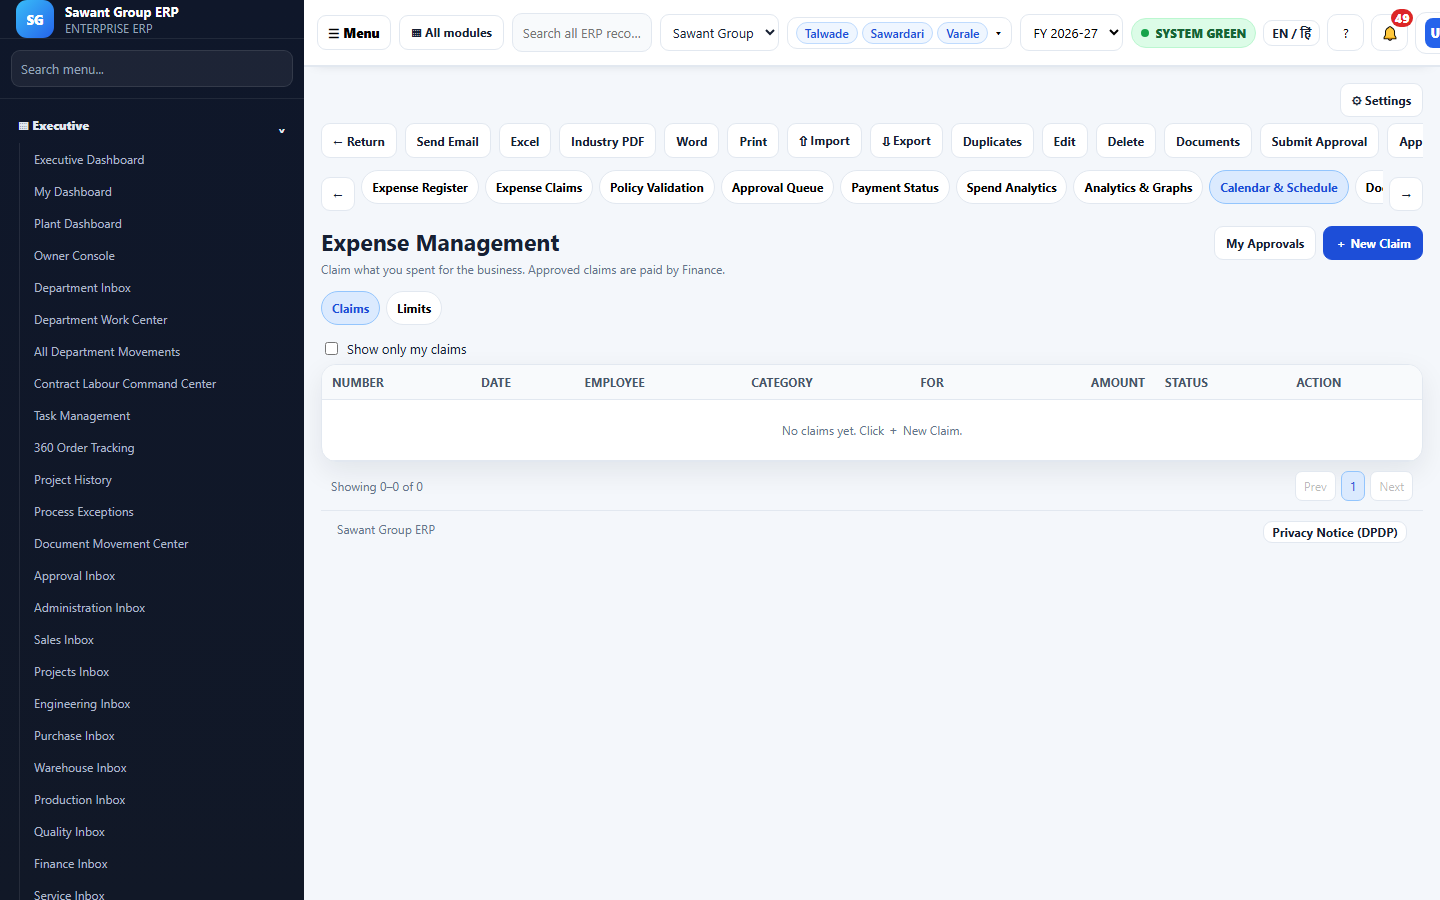 SG
Sawant Group ERP
ENTERPRISE ERP
Search menu...
Executive
Executive Dashboard
My Dashboard
Plant Dashboard
Owner Console
Department Inbox
Department Work Center
All Department Movements
Contract Labour Command Center
Task Management
360 Order Tracking
Project History
Process Exceptions
Document Movement Center
Approval Inbox
Administration Inbox
Sales Inbox
Projects Inbox
Engineering Inbox
Purchase Inbox
Warehouse Inbox
Production Inbox
Quality Inbox
Finance Inbox
Service Inbox
☰ Menu
All modules
Search all ERP reco...
Sawant Group
Talwade Sawardari Varale
FY 2026-27
SYSTEM GREEN
EN / हिं
?
49
U
⚙ Settings
← Return
Send Email
Excel
Industry PDF
Word
Print
⇧ Import
⇩ Export
Duplicates
Edit
Delete
Documents
Submit Approval
App
←
Expense Register
Expense Claims
Policy Validation
Approval Queue
Payment Status
Spend Analytics
Analytics & Graphs
Calendar & Schedule
Do
→
Expense Management
Claim what you spent for the business. Approved claims are paid by Finance.
My Approvals
+ New Claim
Claims
Limits
Show only my claims
NUMBER DATE EMPLOYEE CATEGORY FOR AMOUNT STATUS ACTION
No claims yet. Click + New Claim.
Showing 0–0 of 0
Prev 1 Next
Sawant Group ERP
Privacy Notice (DPDP)